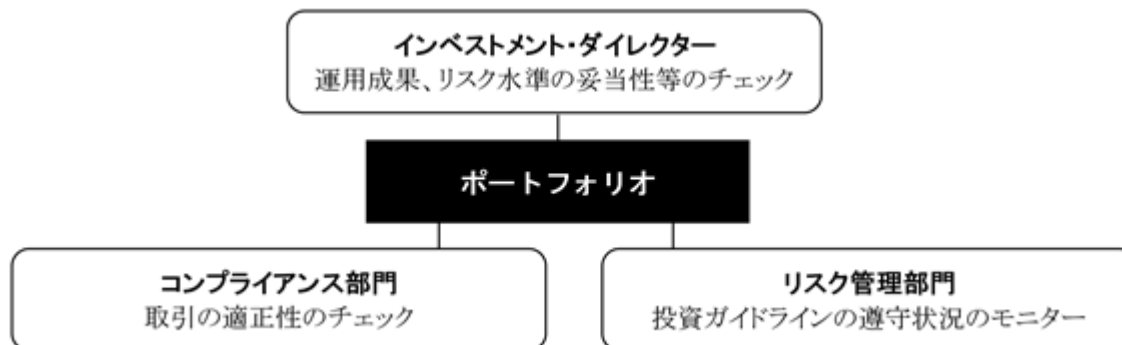 インベストメント・ダイレクター
運用成果、リスク水準の妥当性等のチェック
ポートフォリオ
コンプライアンス部門
取引の適正性のチェック
リスク管理部門
投資ガイドラインの遵守状況のモニター